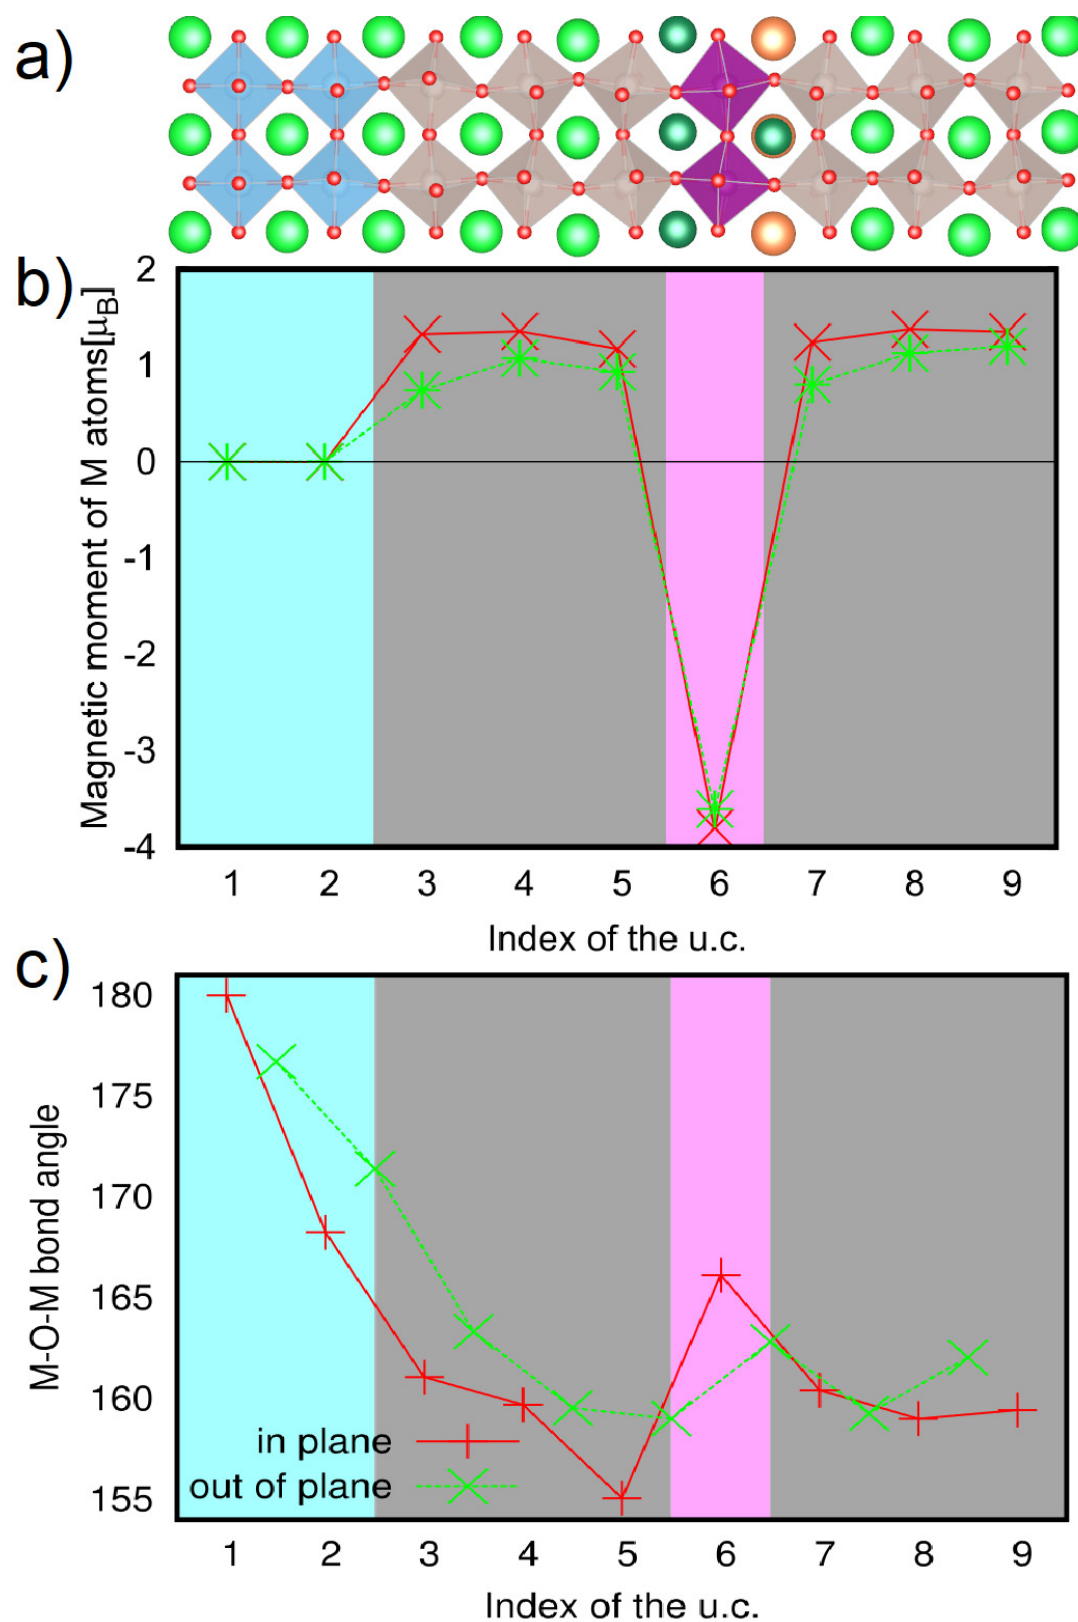 a)
b)
Magnetic moment of M atoms[μB]
2
1
0
-1
-2
-3
-4
1 2 3 4 5 6 7 8 9
Index of the u.c.
c)
M-O-M bond angle
180
175
170
165
160
155
in plane
out of plane
1 2 3 4 5 6 7 8 9
Index of the u.c.